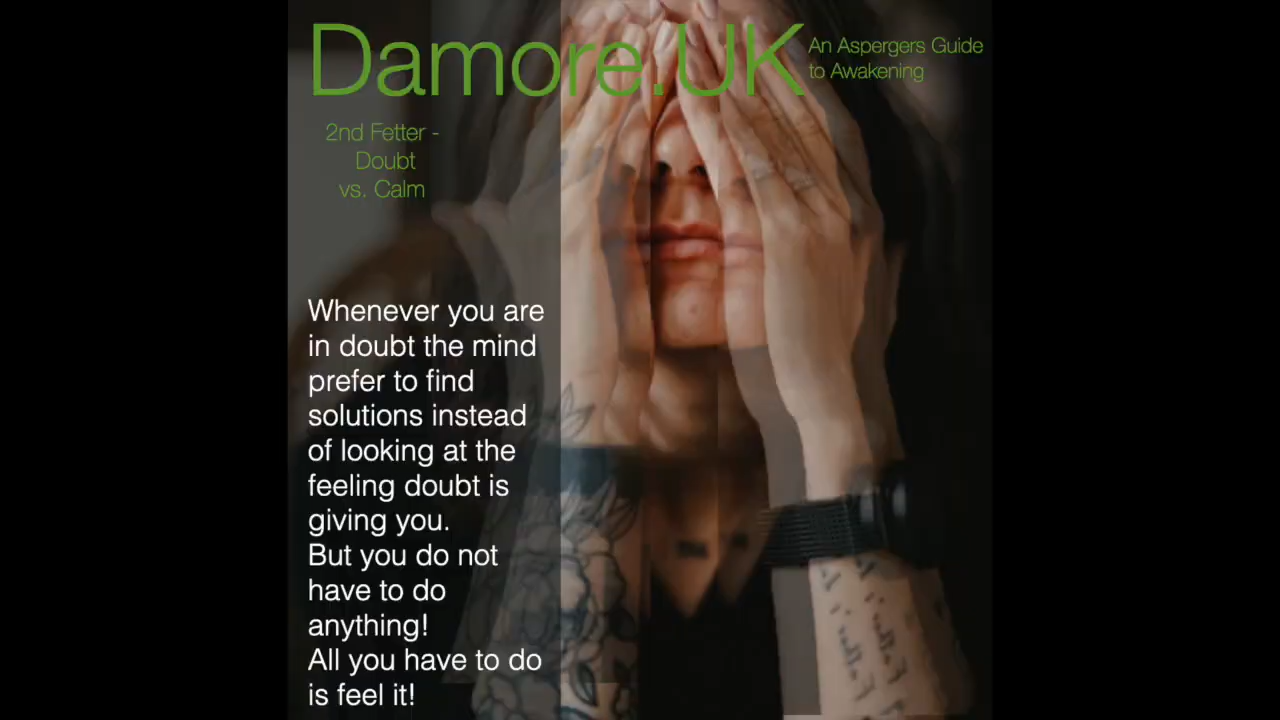 Damore.UK
An Aspergers Guide
to Awakening
2nd Fetter -
Doubt
vs. Calm
Whenever you are
in doubt the mind
prefer to find
solutions instead
of looking at the
feeling doubt is
giving you.
But you do not
have to do
anything!
All you have to do
is feel it!